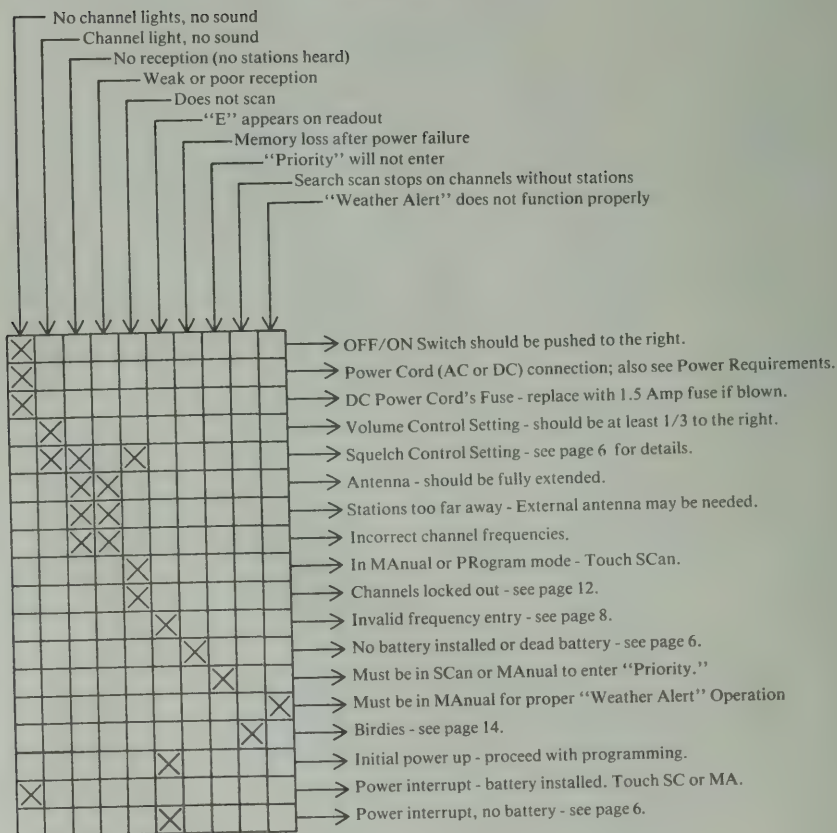 No channel lights, no sound
Channel light, no sound
No reception (no stations heard)
Weak or poor reception
Does not scan
“E” appears on readout
Memory loss after power failure
“Priority” will not enter
Search scan stops on channels without stations
“Weather Alert” does not function properly
OFF/ON Switch should be pushed to the right.
Power Cord (AC or DC) connection; also see Power Requirements.
DC Power Cord’s Fuse - replace with 1.5 Amp fuse if blown.
Volume Control Setting - should be at least 1/3 to the right.
Squelch Control Setting - see page 6 for details.
Antenna - should be fully extended.
Stations too far away - External antenna may be needed.
Incorrect channel frequencies.
In MAnual or PRogram mode - Touch SCan.
Channels locked out - see page 12.
Invalid frequency entry - see page 8.
No battery installed or dead battery - see page 6.
Must be in SCan or MAnual to enter “Priority.”
Must be in MAnual for proper “Weather Alert” Operation
Birdies - see page 14.
Initial power up - proceed with programming.
Power interrupt - battery installed. Touch SC or MA.
Power interrupt, no battery - see page 6.